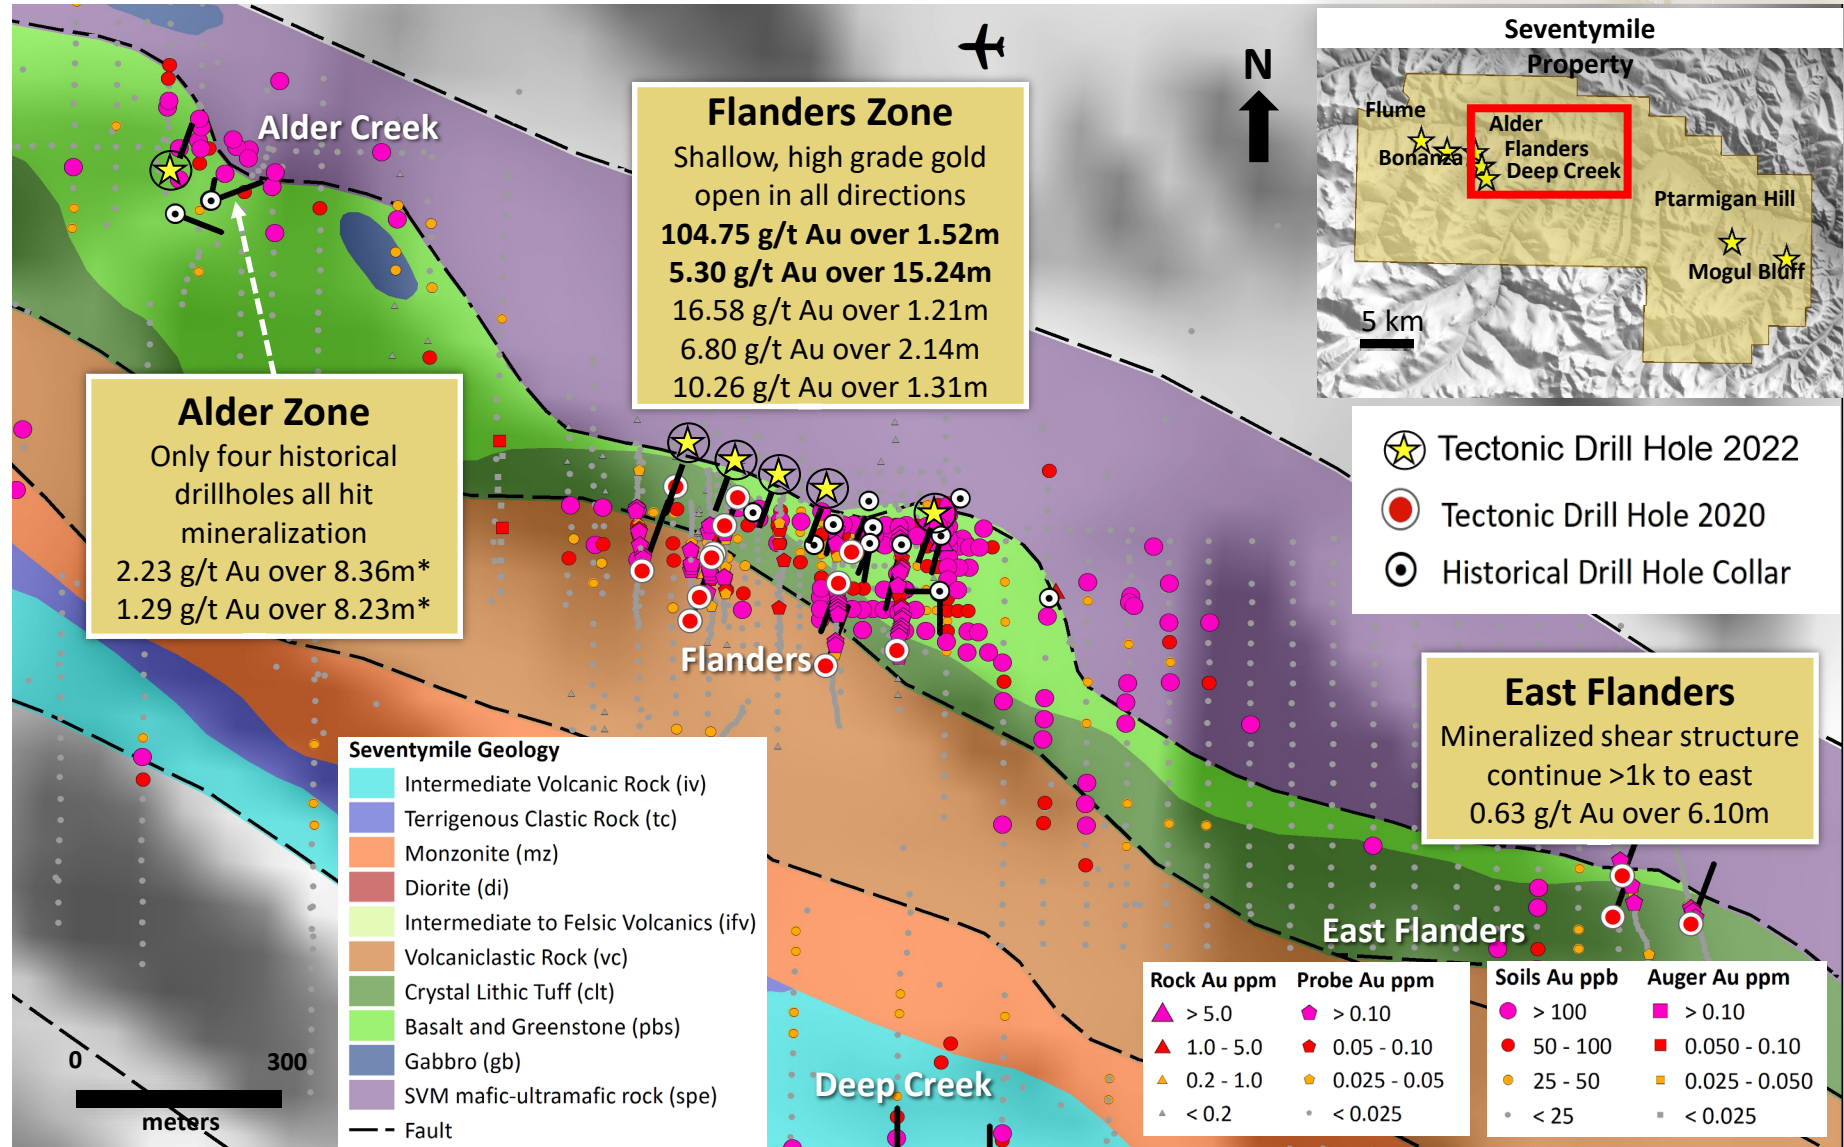 Alder Creek
Flanders Zone
Shallow, high grade gold
open in all directions
104.75 g/t Au over 1.52m
5.30 g/t Au over 15.24m
16.58 g/t Au over 1.21m
6.80 g/t Au over 2.14m
10.26 g/t Au over 1.31m
N
Seventymile
Property
Flume
Alder
Flanders
Bonanza
Deep Creek
Ptarmigan Hill
Mogul Bluff
5 km
Tectonic Drill Hole 2022
Tectonic Drill Hole 2020
Historical Drill Hole Collar
Alder Zone
Only four historical
drillholes all hit
mineralization
2.23 g/t Au over 8.36m*
1.29 g/t Au over 8.23m*
Flanders
East Flanders
Mineralized shear structure
continue >1k to east
0.63 g/t Au over 6.10m
East Flanders
Deep Creek
Seventymile Geology
Intermediate Volcanic Rock (iv)
Terrigenous Clastic Rock (tc)
Monzonite (mz)
Diorite (di)
Intermediate to Felsic Volcanics (ifv)
Volcaniclastic Rock (vc)
Crystal Lithic Tuff (clt)
Basalt and Greenstone (pbs)
Gabbro (gb)
SVM mafic-ultramafic rock (spe)
Fault
0 300
meters
Rock Au ppm
> 5.0
1.0 - 5.0
0.2 - 1.0
< 0.2
Probe Au ppm
> 0.10
0.05 - 0.10
0.025 - 0.05
< 0.025
Soils Au ppb
> 100
50 - 100
25 - 50
< 25
Auger Au ppm
> 0.10
0.050 - 0.10
0.025 - 0.050
< 0.025